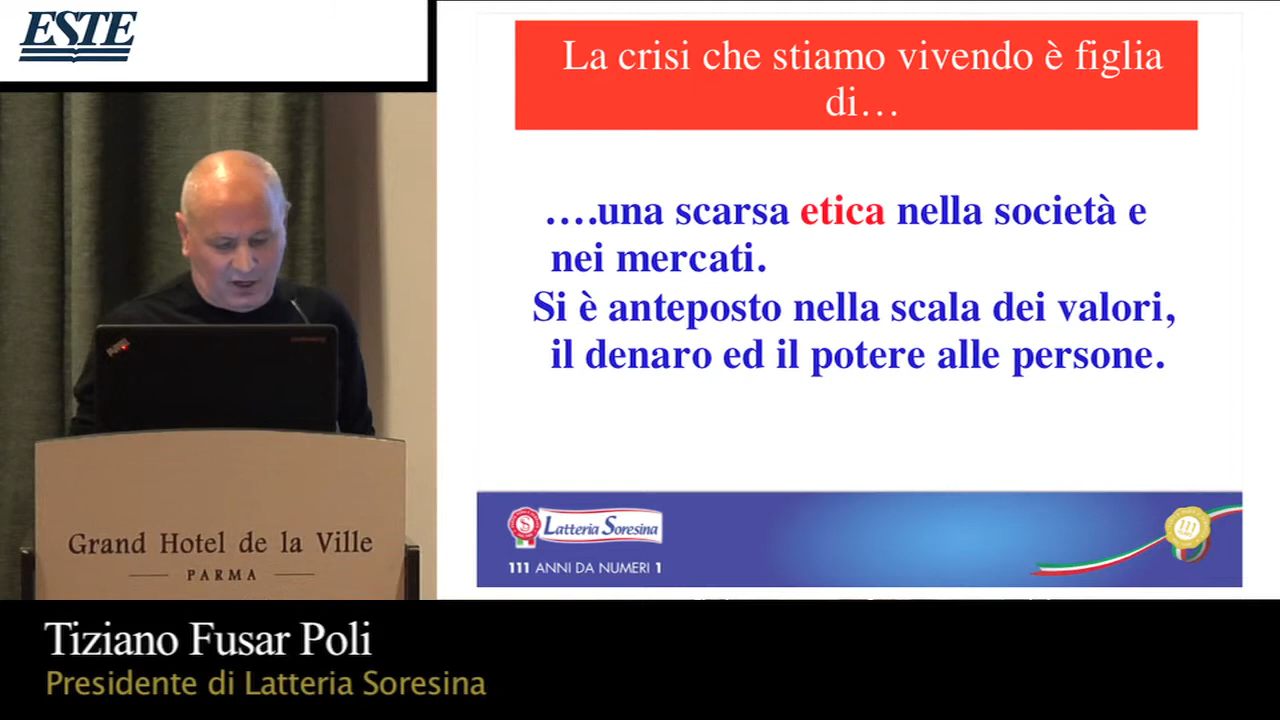 ESTE
La crisi che stiamo vivendo è figlia
di...
....una scarsa etica nella società e
nei mercati.
Si è anteposto nella scala dei valori,
il denaro ed il potere alle persone.
Latteria Soresina
111 ANNI DA NUMERI 1
111
Grand Hotel de la Ville
PARMA
Tiziano Fusar Poli
Presidente di Latteria Soresina